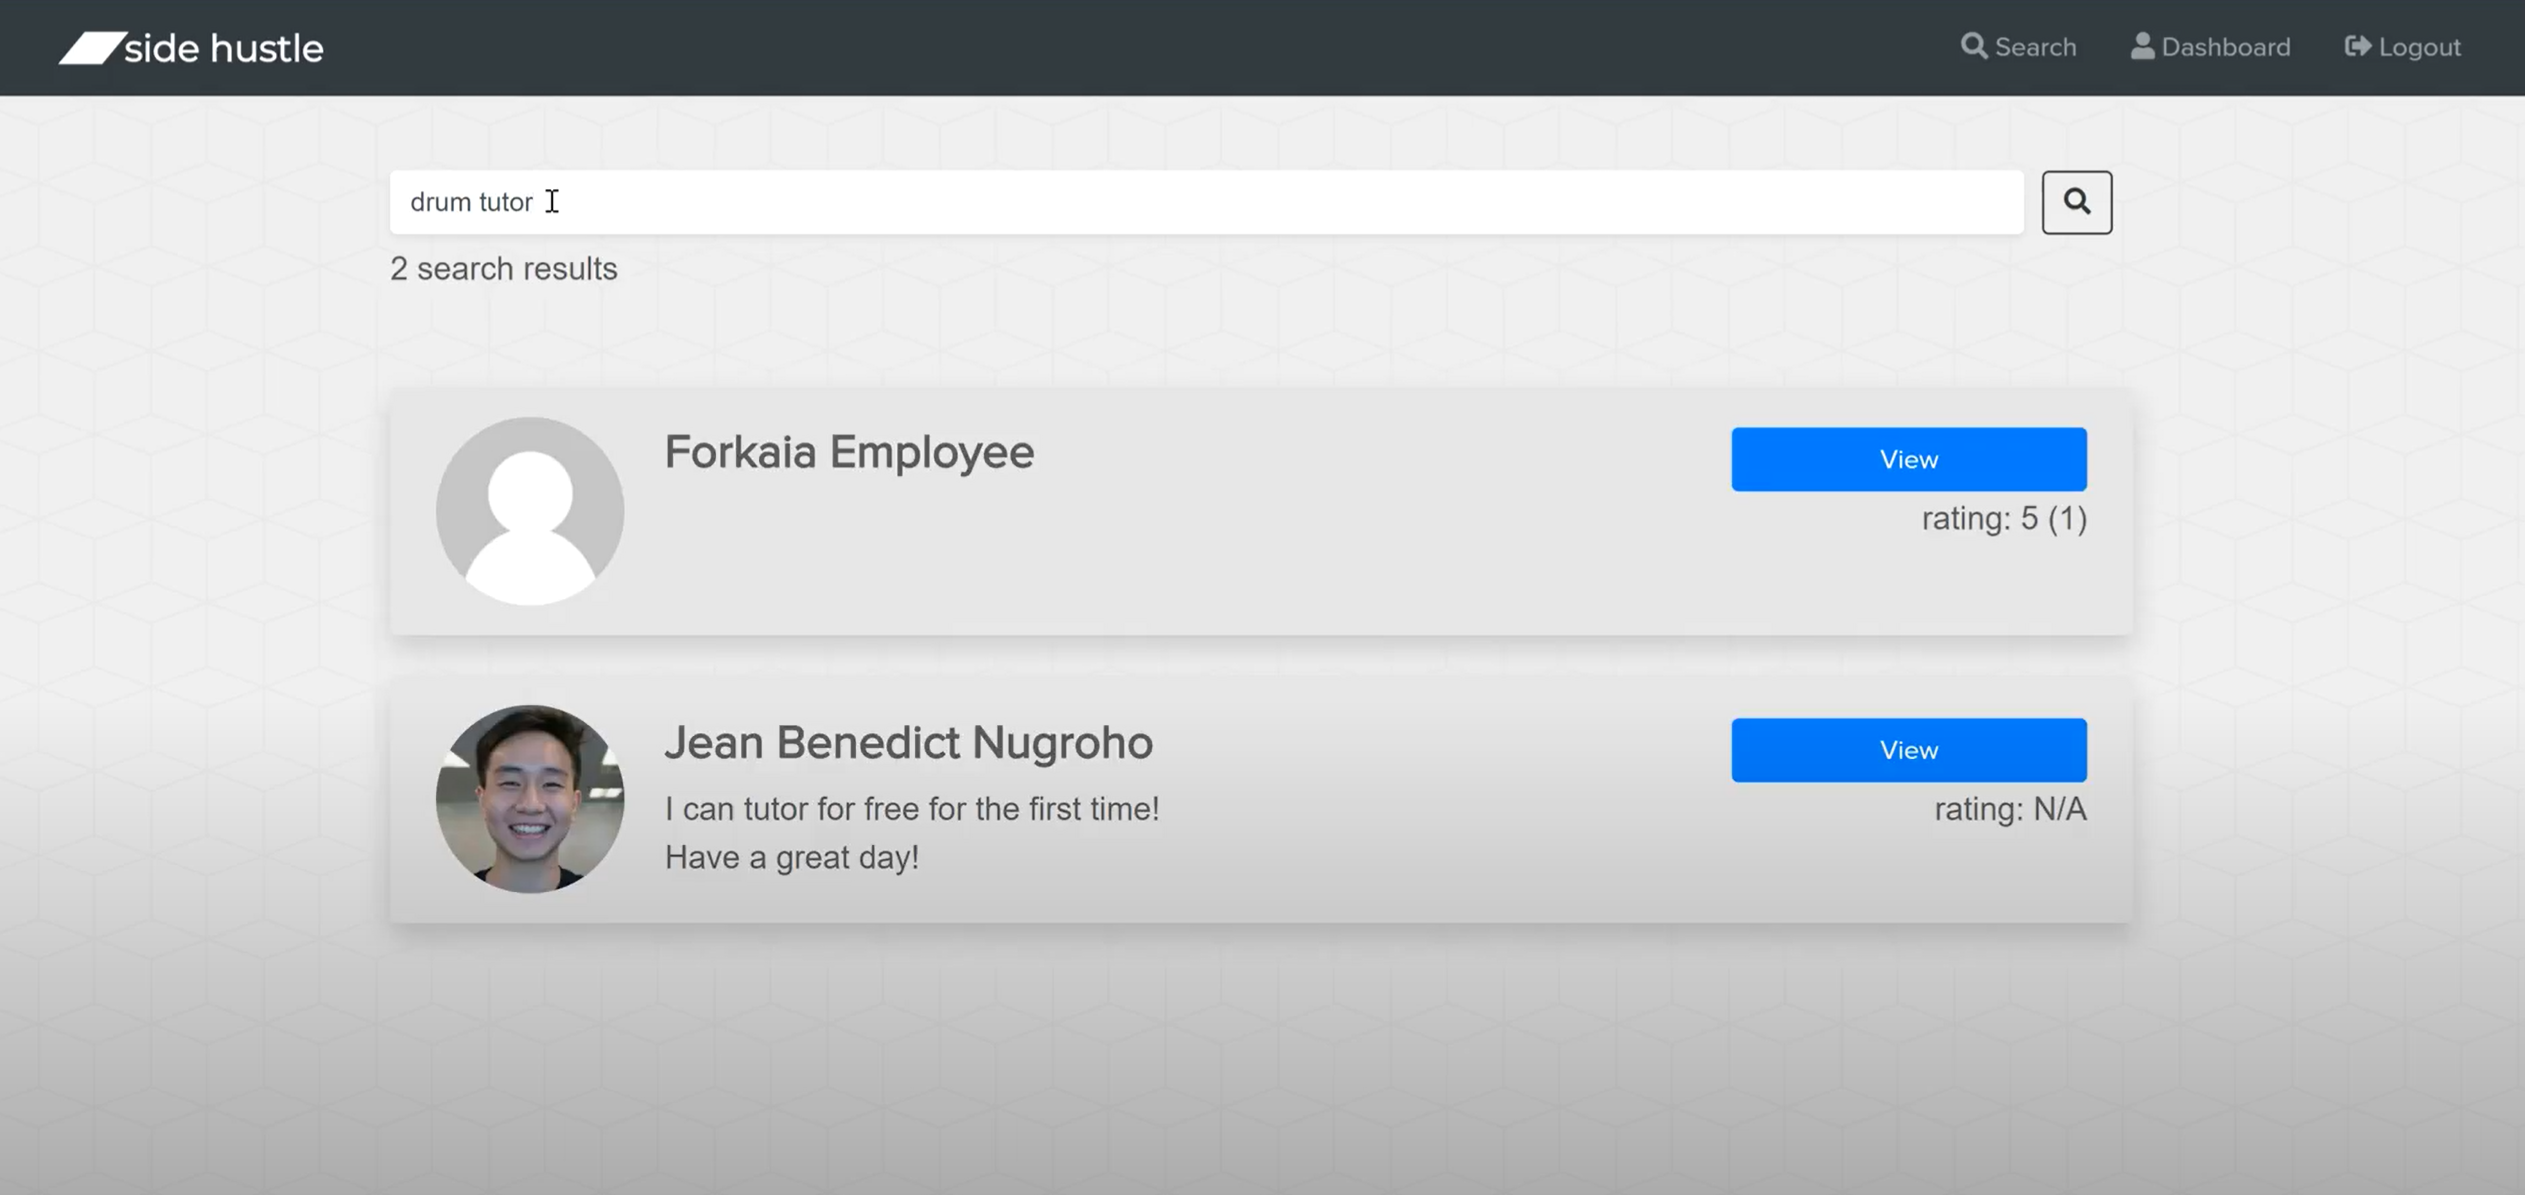 side hustle
Search
Dashboard
Logout
drum tutor
2 search results
Forkaia Employee
View
rating: 5 (1)
Jean Benedict Nugroho
View
I can tutor for free for the first time!
rating: N/A
Have a great day!